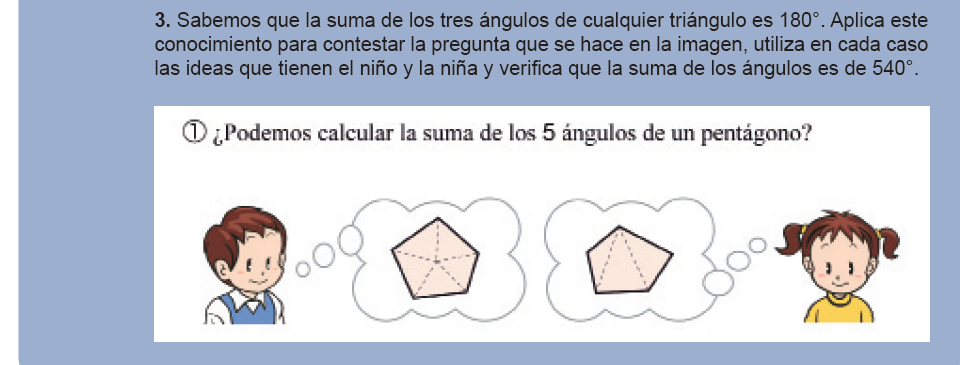 3. Sabemos que la suma de los tres ángulos de cualquier triángulo es 180°. Aplica este
conocimiento para contestar la pregunta que se hace en la imagen, utiliza en cada caso
las ideas que tienen el niño y la niña y verifica que la suma de los ángulos es de 540°.
① ¿Podemos calcular la suma de los 5 ángulos de un pentágono?